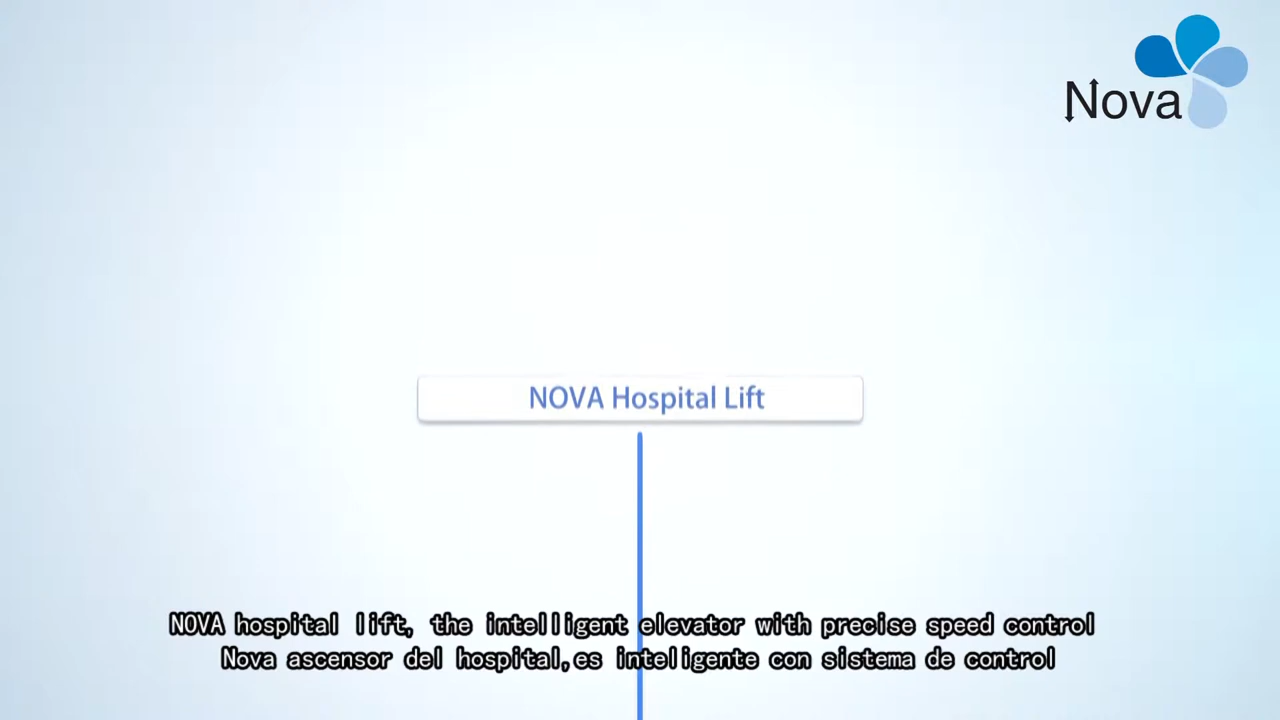 Nova
NOVA Hospital Lift
NOVA hospital lift, the intelligent elevator with precise speed control
Nova ascensor del hospital,es inteligente con sistema de control